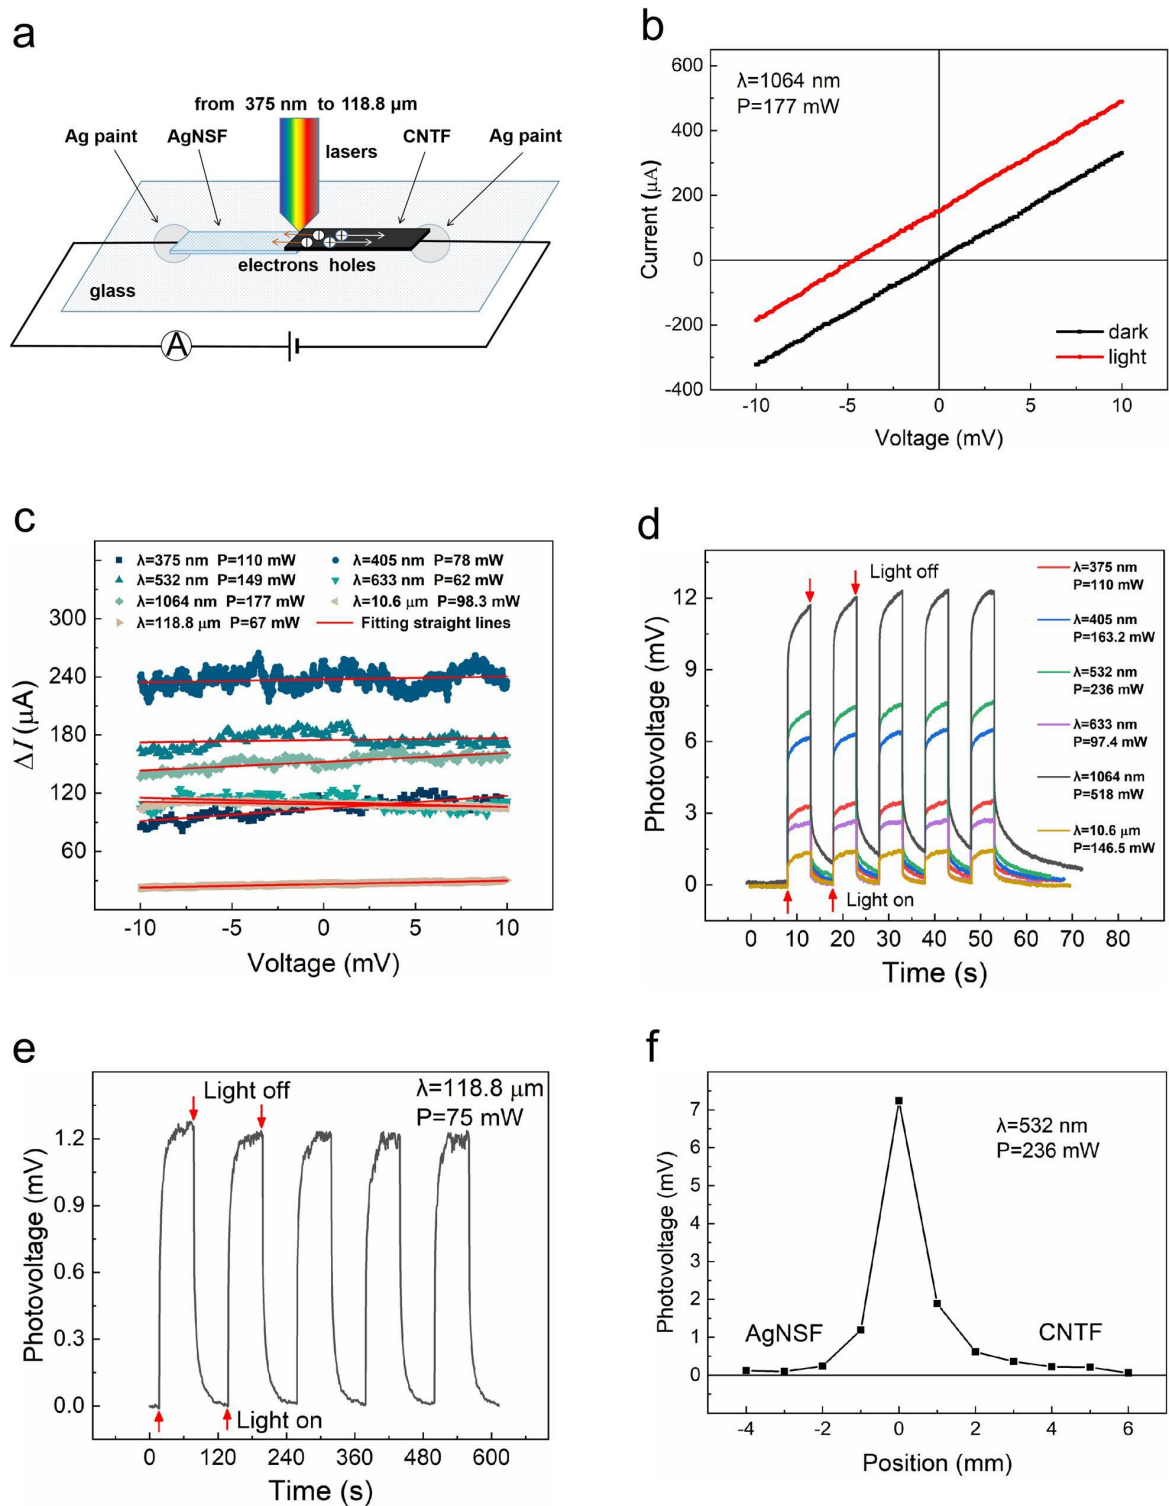 a
from 375 nm to 118.8 μm
Ag paint AgNSF CNTF Ag paint
lasers
electrons holes
glass
A
b
λ=1064 nm
P=177 mW
600
400
200
0
-200
-400
Current (μA)
dark
light
-10 -5 0 5 10
Voltage (mV)
c
λ=375 nm P=110 mW λ=405 nm P=78 mW
λ=532 nm P=149 mW λ=633 nm P=62 mW
λ=1064 nm P=177 mW λ=10.6 μm P=98.3 mW
λ=118.8 μm P=67 mW Fitting straight lines
300
240
180
120
60
ΔI (μA)
-10 -5 0 5 10
Voltage (mV)
d
Light off
λ=375 nm
P=110 mW
λ=405 nm
P=163.2 mW
λ=532 nm
P=236 mW
λ=633 nm
P=97.4 mW
λ=1064 nm
P=518 mW
λ=10.6 μm
P=146.5 mW
12
9
6
3
0
Photovoltage (mV)
Light on
0 10 20 30 40 50 60 70 80
Time (s)
e
Light off
λ=118.8 μm
P=75 mW
1.2
0.9
0.6
0.3
0.0
Photovoltage (mV)
Light on
0 120 240 360 480 600
Time (s)
f
λ=532 nm
P=236 mW
7
6
5
4
3
2
1
0
Photovoltage (mV)
AgNSF CNTF
-4 -2 0 2 4 6
Position (mm)